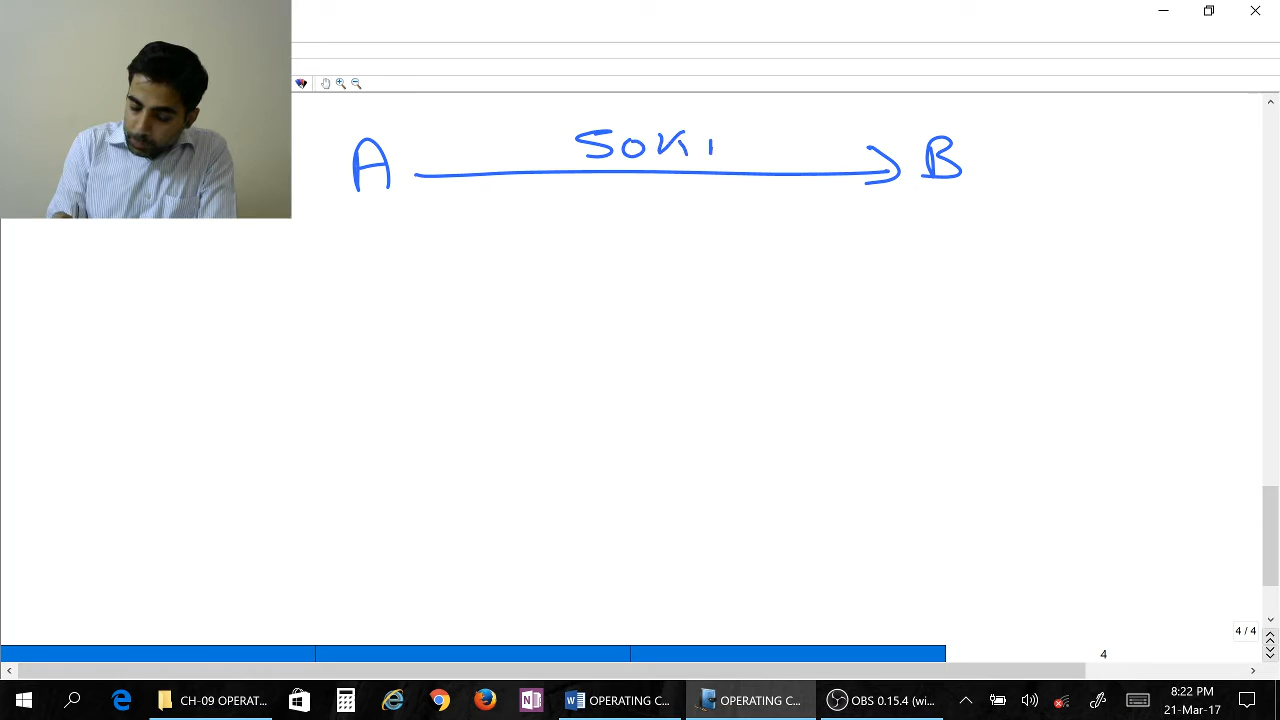 50K1
A B
4 / 4
4
CH-09 OPERAT...
OPERATING C...
OPERATING C...
OBS 0.15.4 (wi...
8:22 PM
21-Mar-17